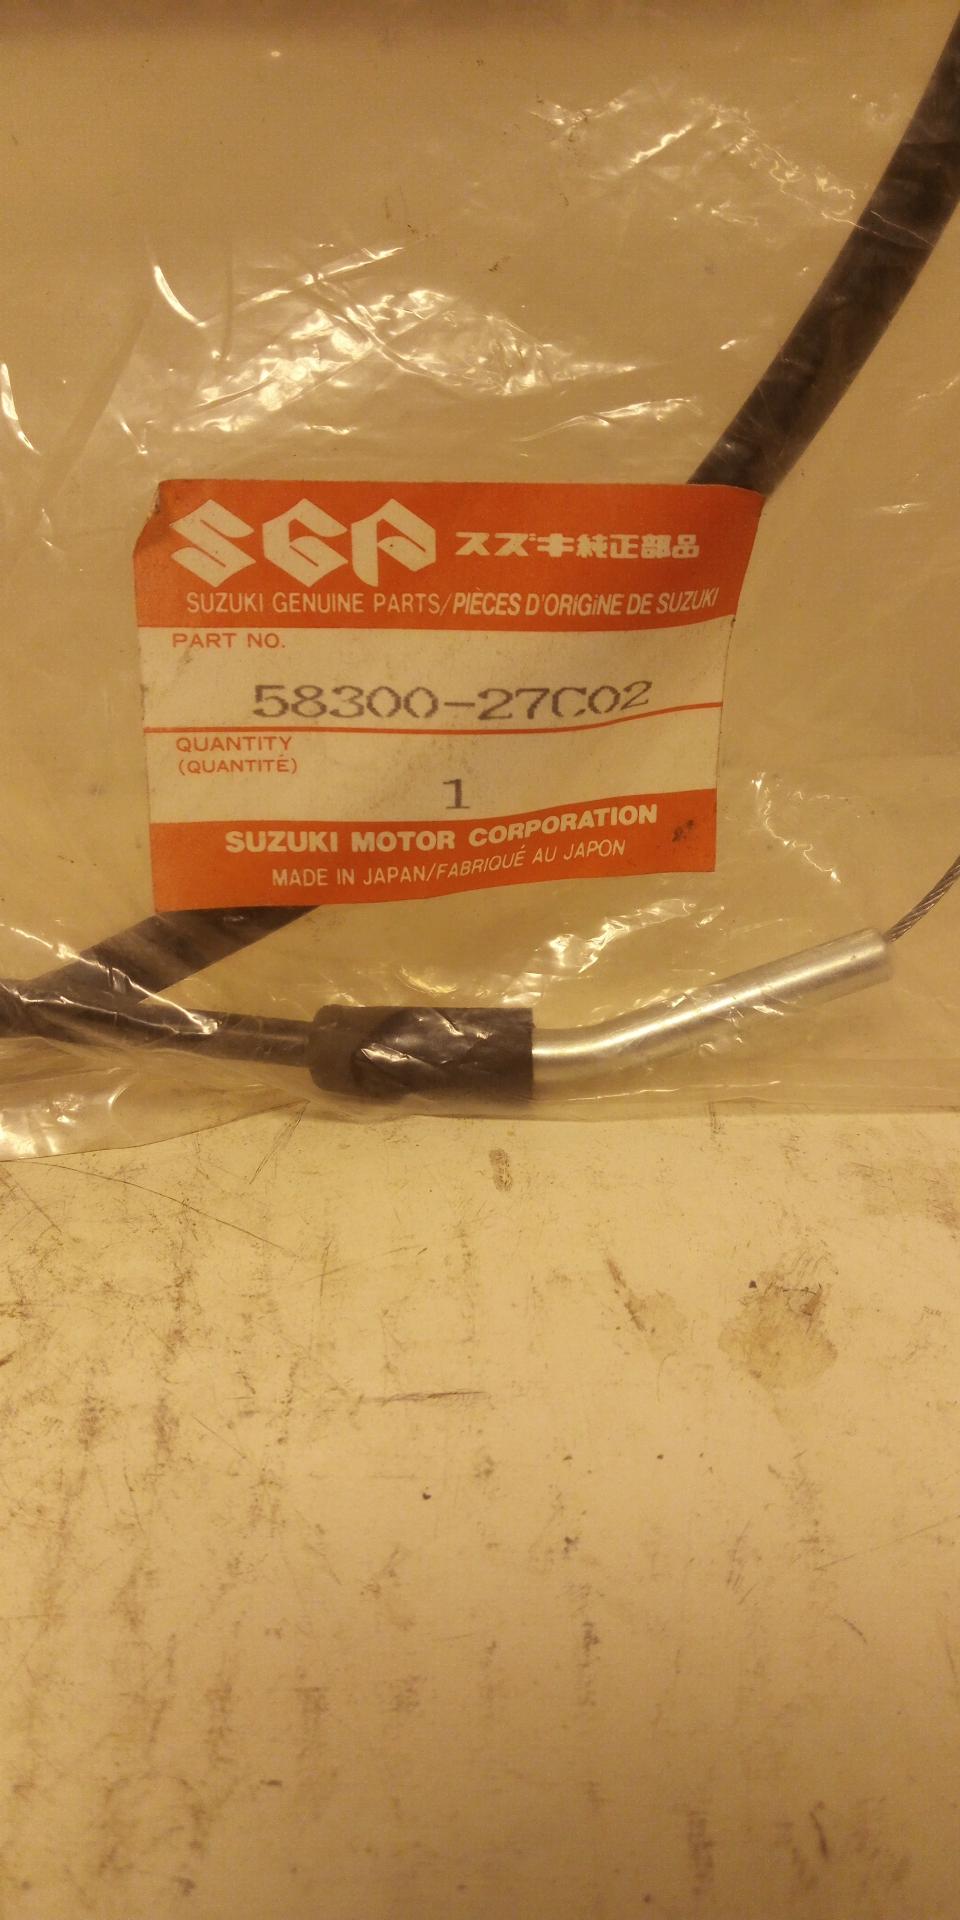 SGP スズキ純正部品
SUZUKI GENUINE PARTS/PIÈCES D'ORIGINE DE SUZUKI
PART NO.
58300-27C02
QUANTITY
(QUANTITÉ)
1
SUZUKI MOTOR CORPORATION
MADE IN JAPAN/FABRIQUÉ AU JAPON